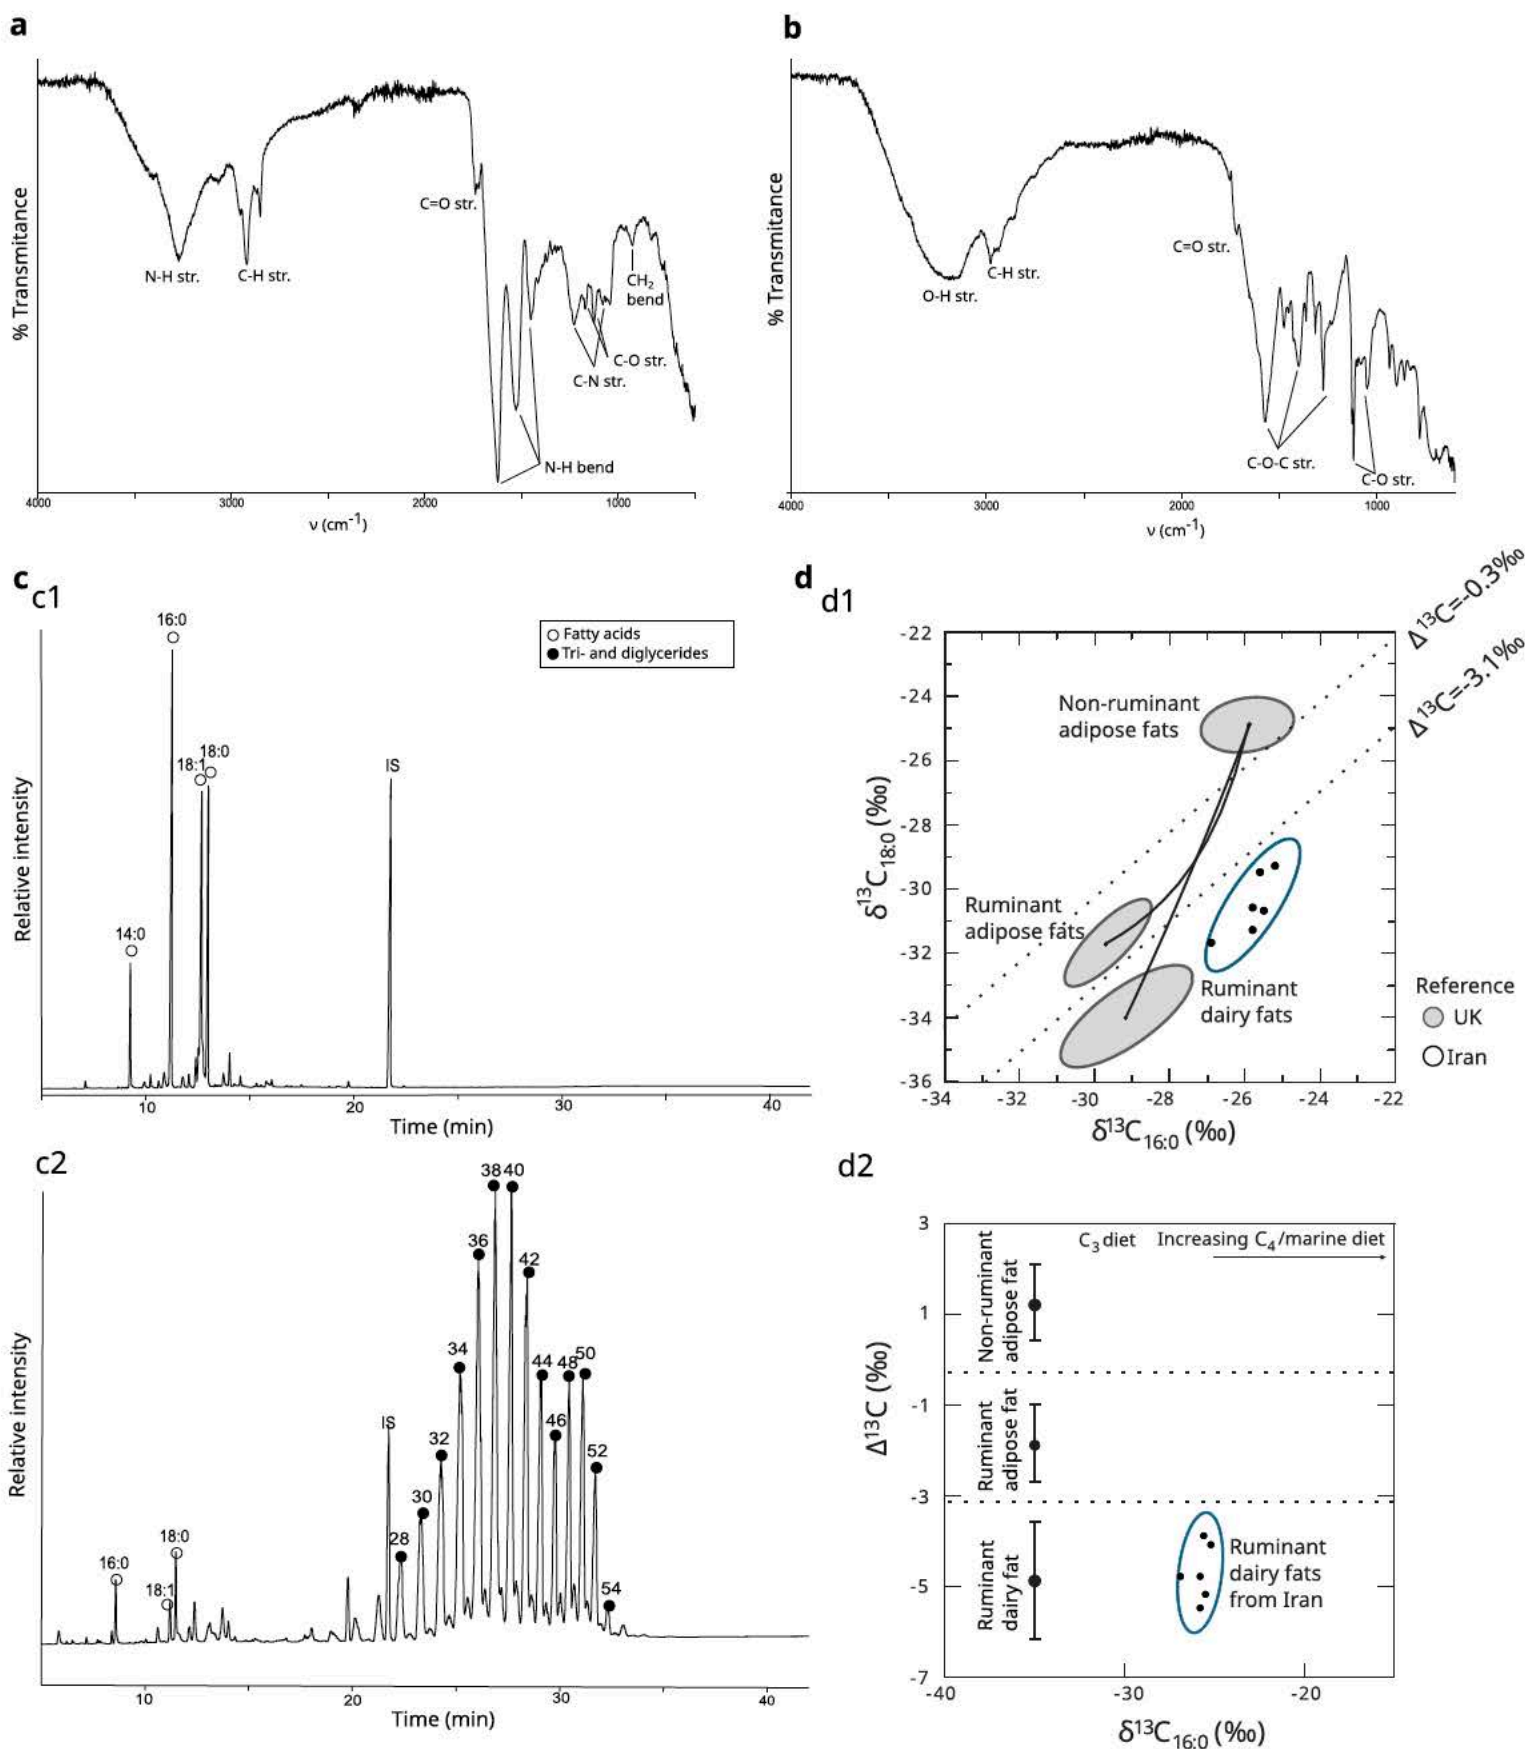 a
% Transmitance
N-H str.
C-H str.
C=O str.
CH2
bend
C-O str.
C-N str.
N-H bend
4000
3000
2000
1000
ν (cm-1)
b
% Transmitance
O-H str.
C-H str.
C=O str.
C-O-C str.
C-O str.
4000
3000
2000
1000
ν (cm-1)
c
c1
Relative intensity
Fatty acids
Tri- and diglycerides
14:0
16:0
18:1
18:0
IS
10
20
30
40
Time (min)
c2
Relative intensity
16:0
18:1
18:0
IS
28
30
32
34
36
38
40
42
44
46
48
50
52
54
10
20
30
40
Time (min)
d
d1
Δ13C=-0.3‰
Δ13C=-3.1‰
δ13C18:0 (‰)
-22
-24
-26
-28
-30
-32
-34
-36
Non-ruminant
adipose fats
Ruminant
adipose fats
Ruminant
dairy fats
Reference
UK
Iran
-34
-32
-30
-28
-26
-24
-22
δ13C16:0 (‰)
d2
Δ13C (‰)
3
1
-1
-3
-5
-7
C3 diet
Increasing C4/marine diet
Non-ruminant
adipose fat
Ruminant
adipose fat
Ruminant
dairy fat
Ruminant
dairy fats
from Iran
-40
-30
-20
δ13C16:0 (‰)